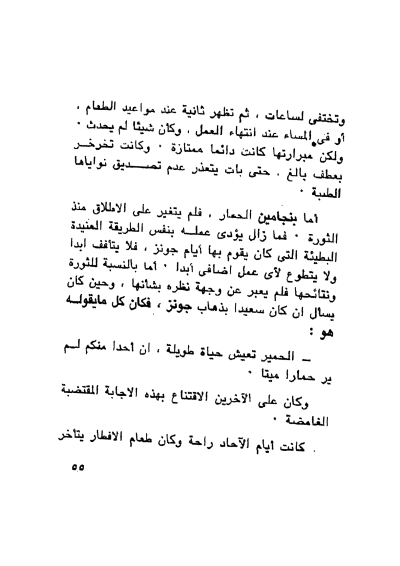 وتختفى لساعات ، ثم تظهر ثانية عند مواعيد الطعام ،
أو فى المساء عند انتهاء العمل ، وكان شيئا لم يحدث ٠
ولكن مبرارتها كانت دائما ممتازة ٠ وكانت تخرخر
بعطف بالغ ، حتى بات يتعذر عدم تصديق نواياها
الطيبة ٠
أما بنجامين الحمار ، فلم يتغير على الاطلاق منذ
الثورة ٠ فما زال يؤدى عمله بنفس الطريقة العنيدة
البطيئة التى كان يقوم بها أيام جونز ، فلا يتأفف ابدا
ولا يتطوع لأى عمل اضافى أبدا ٠ أما بالنسبة للثورة
ونتائجها فلم يعبر عن وجهة نظره بشانها ، وحين كان
يسأل ان كان سعيدا بذهاب جونز ، فكان كل مايقوله
هو :
– الحمير تعيش حياة طويلة ، ان أحدا منكم لم
ير حمارا ميتا ٠
وكان على الآخرين الاقتناع بهذه الاجابة المقتضبة
الغامضة ٠
كانت أيام الآحاد راحة وكان طعام الافطار يتأخر
٥٥